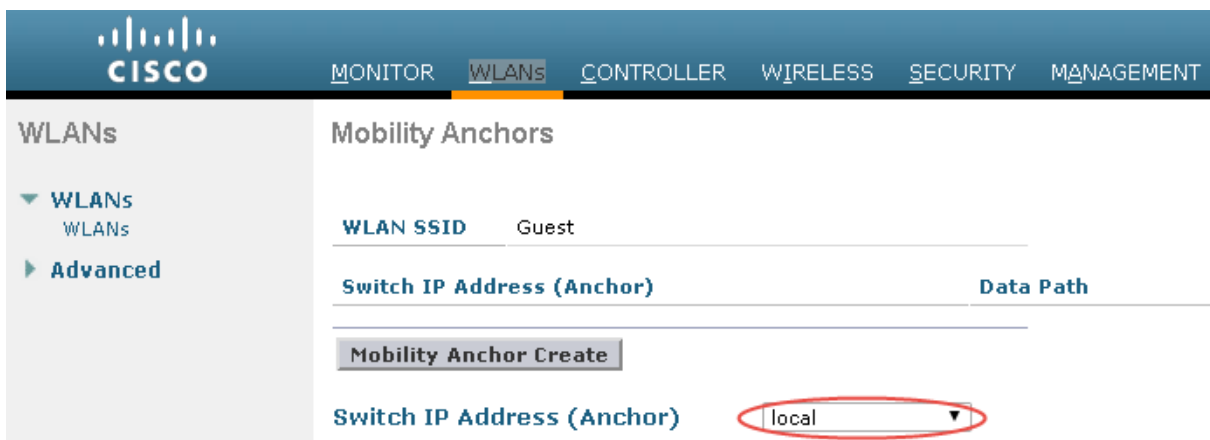 CISCO
MONITOR WLANs CONTROLLER WIRELESS SECURITY MANAGEMENT
WLANs
Mobility Anchors
WLANs
WLANs
Advanced
WLAN SSID Guest
Switch IP Address (Anchor) Data Path
Mobility Anchor Create
Switch IP Address (Anchor) local